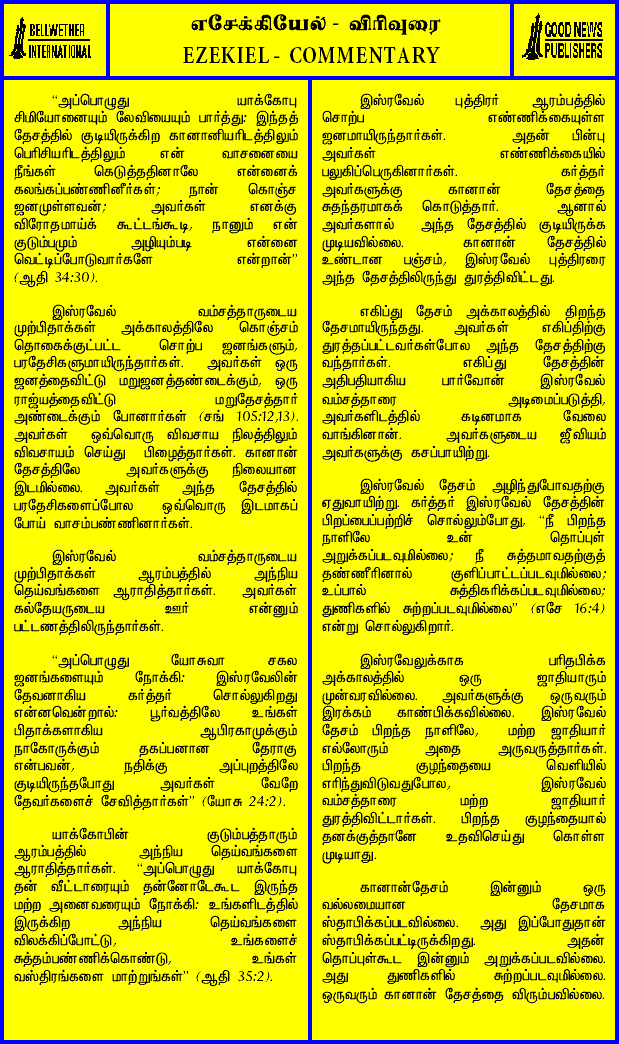 BELLWETHER
INTERNATIONAL
எசேக்கியேல் - விரிவுரை
EZEKIEL - COMMENTARY
GOOD NEWS
PUBLISHERS
“அப்பொழுது யாக்கோபு
சிமியோனையும் லேவியையும் பார்த்து: இந்தத்
தேசத்தில் குடியிருக்கிற கானானியரிடத்திலும்
பெரிசியரிடத்திலும் என் வாசனையை
நீங்கள் கெடுத்ததினாலே என்னைக்
கலங்கப்பண்ணினீர்கள்; நான் கொஞ்ச
ஜனமுள்ளவன்; அவர்கள் எனக்கு
விரோதமாய்க் கூட்டங்கூடி, நானும் என்
குடும்பமும் அழியும்படி என்னை
வெட்டிப்போடுவார்களே என்றான்”
(ஆதி 34:30).
இஸ்ரவேல் வம்சத்தாருடைய
முற்பிதாக்கள் அக்காலத்திலே கொஞ்சம்
தொகைக்குட்பட்ட சொற்ப ஜனங்களும்,
பரதேசிகளுமாயிருந்தார்கள். அவர்கள் ஒரு
ஜனத்தைவிட்டு மறுஜனத்தண்டைக்கும், ஒரு
ராஜ்யத்தைவிட்டு மறுதேசத்தார்
அண்டைக்கும் போனார்கள் (சங் 105:12,13).
அவர்கள் ஒவ்வொரு விவசாய நிலத்திலும்
விவசாயம் செய்து பிழைத்தார்கள். கானான்
தேசத்திலே அவர்களுக்கு நிலையான
இடமில்லை. அவர்கள் அந்த தேசத்தில்
பரதேசிகளைப்போல ஒவ்வொரு இடமாகப்
போய் வாசம்பண்ணினார்கள்.
இஸ்ரவேல் வம்சத்தாருடைய
முற்பிதாக்கள் ஆரம்பத்தில் அந்நிய
தெய்வங்களை ஆராதித்தார்கள். அவர்கள்
கல்தேயருடைய ஊர் என்னும்
பட்டணத்திலிருந்தார்கள்.
“அப்பொழுது யோசுவா சகல
ஜனங்களையும் நோக்கி: இஸ்ரவேலின்
தேவனாகிய கர்த்தர் சொல்லுகிறது
என்னவென்றால்: பூர்வத்திலே உங்கள்
பிதாக்களாகிய ஆபிரகாமுக்கும்
நாகோருக்கும் தகப்பனான தேராகு
என்பவன், நதிக்கு அப்புறத்திலே
குடியிருந்தபோது அவர்கள் வேறே
தேவர்களைச் சேவித்தார்கள்” (யோசு 24:2).
யாக்கோபின் குடும்பத்தாரும்
ஆரம்பத்தில் அந்நிய தெய்வங்களை
ஆராதித்தார்கள். “அப்பொழுது யாக்கோபு
தன் வீட்டாரையும் தன்னோடேகூட இருந்த
மற்ற அனைவரையும் நோக்கி: உங்களிடத்தில்
இருக்கிற அந்நிய தெய்வங்களை
விலக்கிப்போட்டு, உங்களைச்
சுத்தம்பண்ணிக்கொண்டு, உங்கள்
வஸ்திரங்களை மாற்றுங்கள்” (ஆதி 35:2).
இஸ்ரவேல் புத்திரர் ஆரம்பத்தில்
சொற்ப எண்ணிக்கையுள்ள
ஜனமாயிருந்தார்கள். அதன் பின்பு
அவர்கள் எண்ணிக்கையில்
பலுகிப்பெருகினார்கள். கர்த்தர்
அவர்களுக்கு கானான் தேசத்தை
சுதந்தரமாகக் கொடுத்தார். ஆனால்
அவர்களால் அந்த தேசத்தில் குடியிருக்க
முடியவில்லை. கானான் தேசத்தில்
உண்டான பஞ்சம், இஸ்ரவேல் புத்திரரை
அந்த தேசத்திலிருந்து துரத்திவிட்டது.
எகிப்து தேசம் அக்காலத்தில் திறந்த
தேசமாயிருந்தது. அவர்கள் எகிப்திற்கு
துரத்தப்பட்டவர்கள்போல அந்த தேசத்திற்கு
வந்தார்கள். எகிப்து தேசத்தின்
அதிபதியாகிய பார்வோன் இஸ்ரவேல்
வம்சத்தாரை அடிமைப்படுத்தி,
அவர்களிடத்தில் கடினமாக வேலை
வாங்கினான். அவர்களுடைய ஜீவியம்
அவர்களுக்கு கசப்பாயிற்று.
இஸ்ரவேல் தேசம் அழிந்துபோவதற்கு
ஏதுவாயிற்று. கர்த்தர் இஸ்ரவேல் தேசத்தின்
பிறப்பைப்பற்றிச் சொல்லும்போது, “நீ பிறந்த
நாளிலே உன் தொப்புள்
அறுக்கப்படவுமில்லை; நீ சுத்தமாவதற்குத்
தண்ணீரினால் குளிப்பாட்டப்படவுமில்லை;
உப்பால் சுத்திகரிக்கப்படவுமில்லை;
துணிகளில் சுற்றப்படவுமில்லை” (எசே 16:4)
என்று சொல்லுகிறார்.
இஸ்ரவேலுக்காக பரிதபிக்க
அக்காலத்தில் ஒரு ஜாதியாரும்
முன்வரவில்லை. அவர்களுக்கு ஒருவரும்
இரக்கம் காண்பிக்கவில்லை. இஸ்ரவேல்
தேசம் பிறந்த நாளிலே, மற்ற ஜாதியார்
எல்லோரும் அதை அருவருத்தார்கள்.
பிறந்த குழந்தையை வெளியில்
எரிந்துவிடுவதுபோல, இஸ்ரவேல்
வம்சத்தாரை மற்ற ஜாதியார்
துரத்திவிட்டார்கள். பிறந்த குழந்தையால்
தனக்குத்தானே உதவிசெய்து கொள்ள
முடியாது.
கானான்தேசம் இன்னும் ஒரு
வல்லமையான தேசமாக
ஸ்தாபிக்கப்படவில்லை. அது இப்போதுதான்
ஸ்தாபிக்கப்பட்டிருக்கிறது. அதன்
தொப்புள்கூட இன்னும் அறுக்கப்படவில்லை.
அது துணிகளில் சுற்றப்படவுமில்லை.
ஒருவரும் கானான் தேசத்தை விரும்பவில்லை.